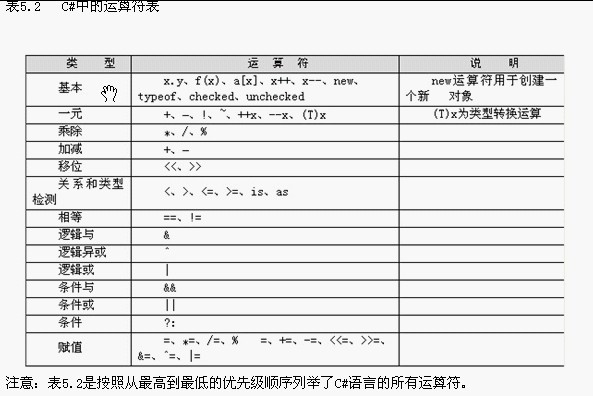 表5.2 C#中的运算符表
类 型 运 算 符 说 明
基本 x.y、f(x)、a[x]、x++、x--、new、 new运算符用于创建一
typeof、checked、unchecked 个新 对象
一元 +、—、!、~、++x、--x、(T)x (T)x为类型转换运算
乘除 *、/、%
加减 +、—
移位 <<、>>
关系和类型
检测 <、>、<=、>=、is、as
相等 ==、!=
逻辑与 &
逻辑异或 ^
逻辑或 |
条件与 &&
条件或 ||
条件 ?:
赋值 =、*=、/=、% =、+=、-=、<<=、>>=、
&=、^=、|=
注意：表5.2是按照从最高到最低的优先级顺序列举了C#语言的所有运算符。